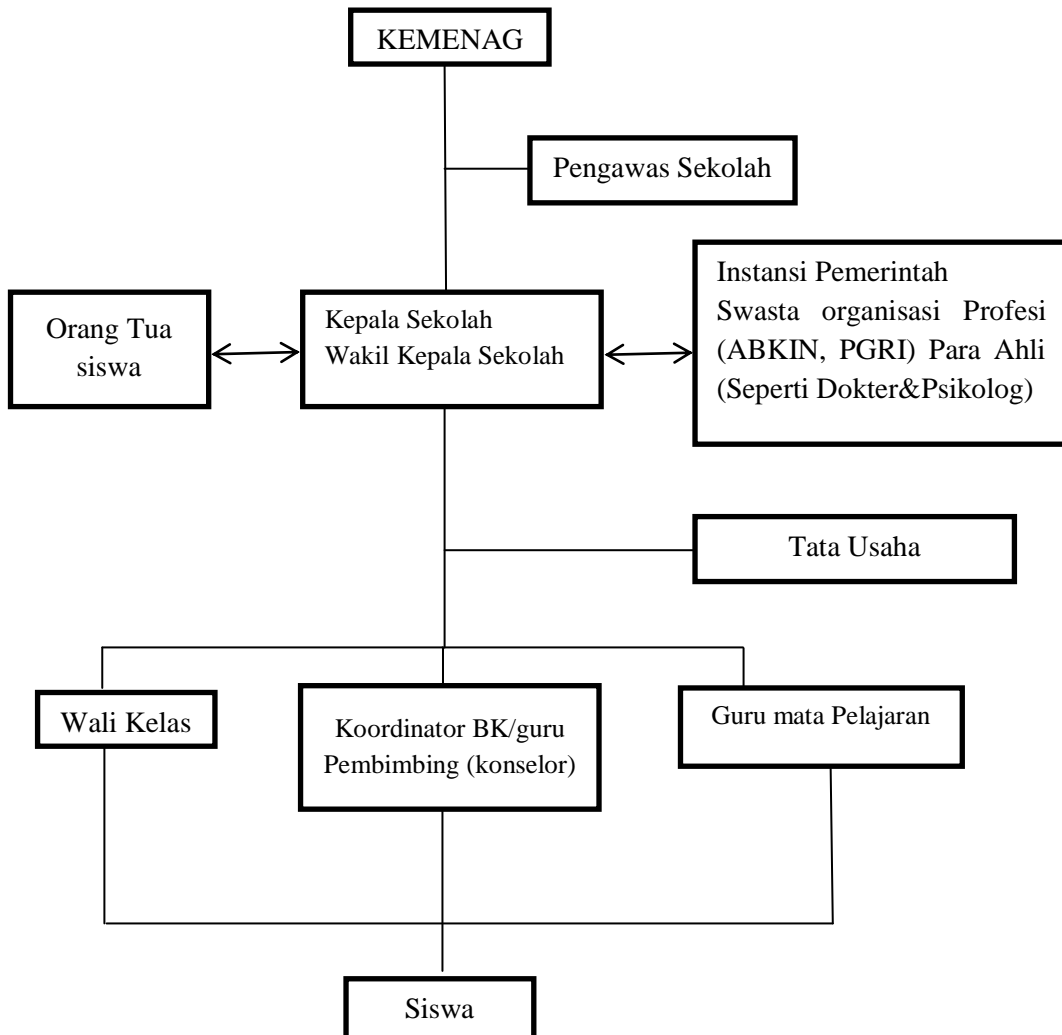 KEMENAG
Pengawas Sekolah
Orang Tua
siswa
Kepala Sekolah
Wakil Kepala Sekolah
Instansi Pemerintah
Swasta organisasi Profesi
(ABKIN, PGRI) Para Ahli
(Seperti Dokter&Psikolog)
Tata Usaha
Wali Kelas
Koordinator BK/guru
Pembimbing (konselor)
Guru mata Pelajaran
Siswa